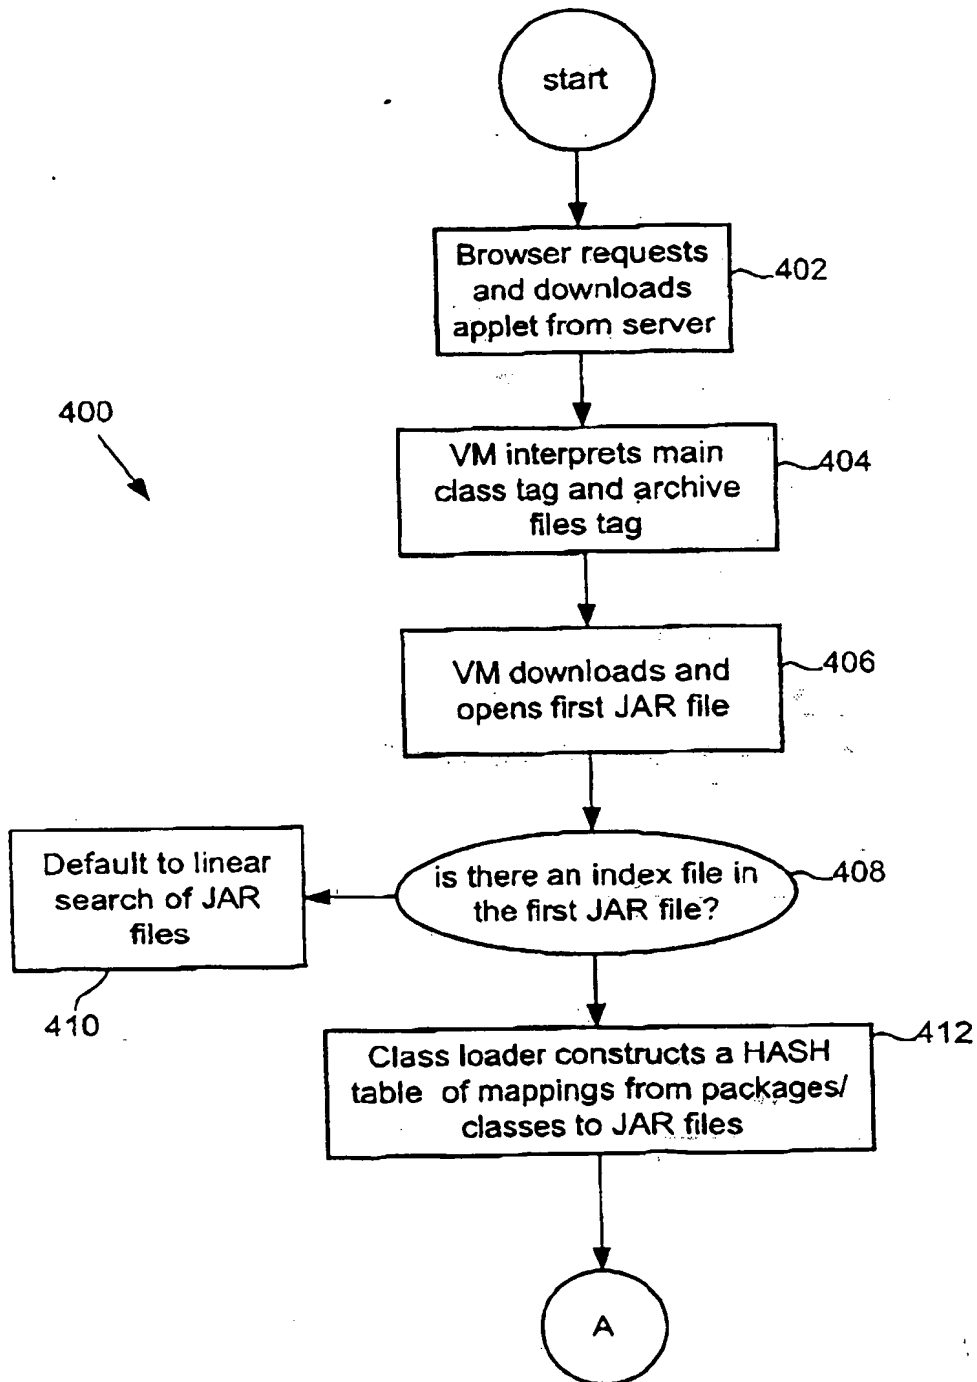 start
Browser requests
and downloads
applet from server
402
400
VM interprets main
class tag and archive
files tag
404
VM downloads and
opens first JAR file
406
is there an index file in
the first JAR file?
408
Default to linear
search of JAR
files
410
Class loader constructs a HASH
table of mappings from packages/
classes to JAR files
412
A